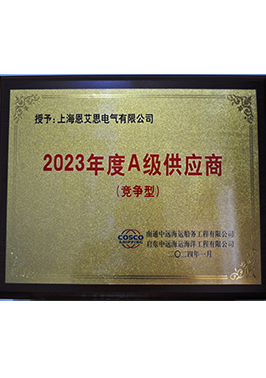 授予：上海恩艾思电气有限公司
2023年度A级供应商
（竞争型）
COSCO
SHIPPING
南通中远海运船务工程有限公司
启东中远海运海洋工程有限公司
二〇二四年一月